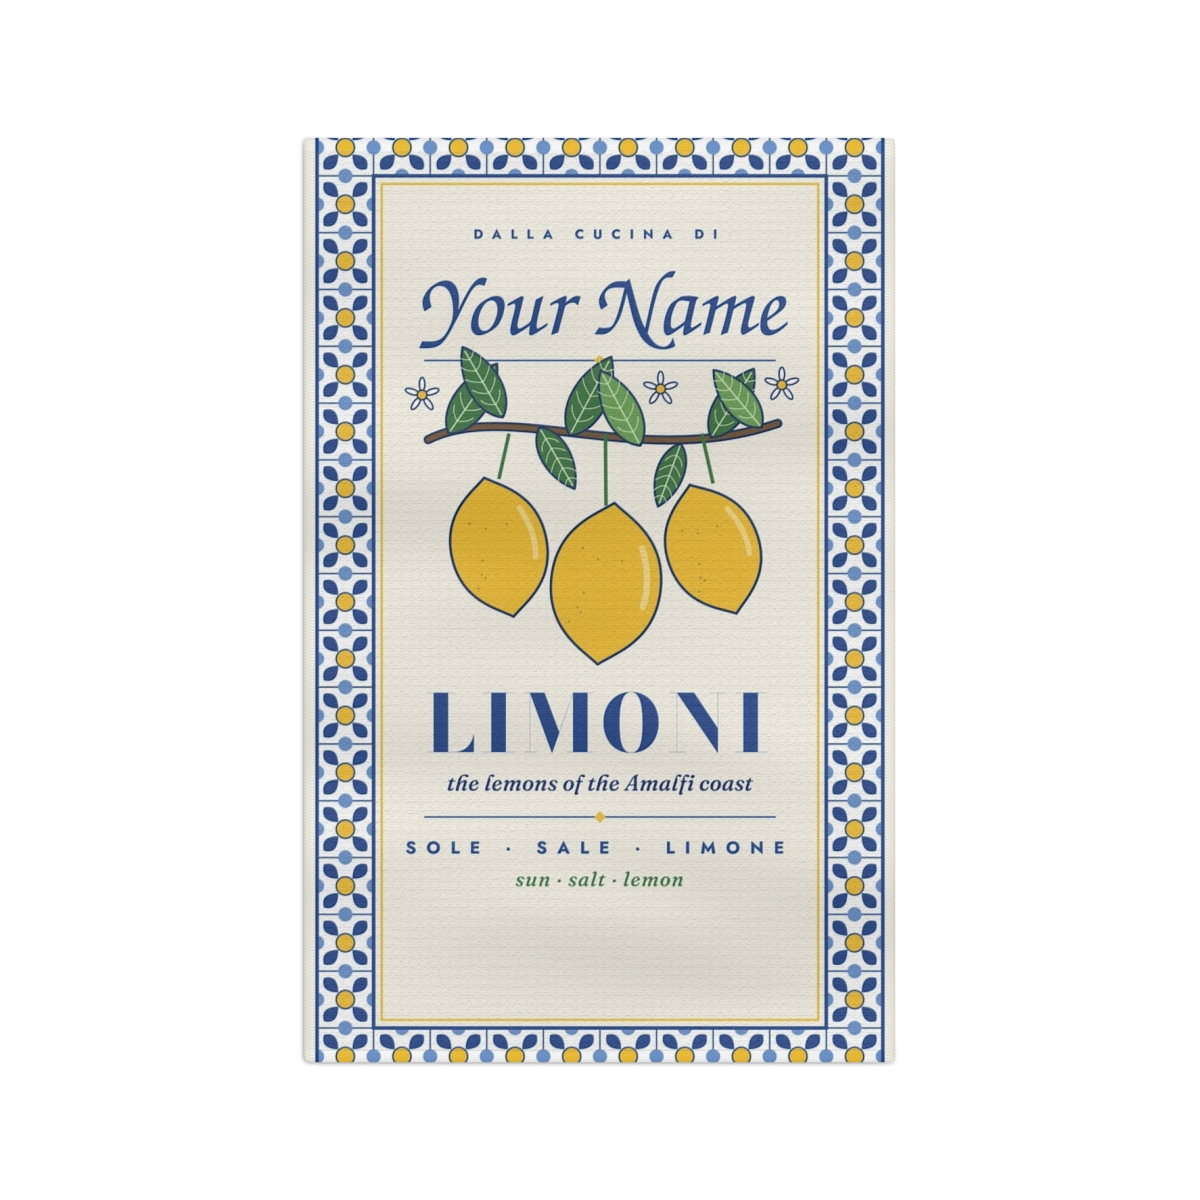 DALLA CUCINA DI
Your Name
LIMONI
the lemons of the Amalfi coast
SOLE · SALE · LIMONE
sun · salt · lemon